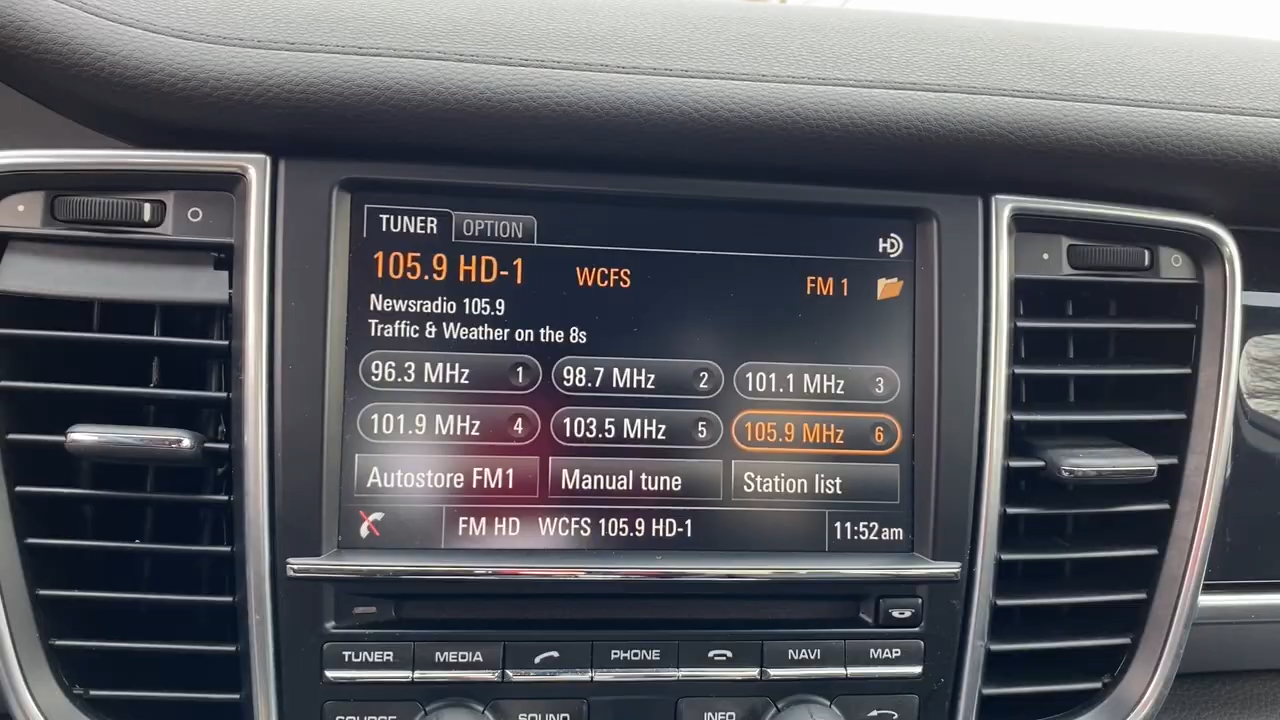 TUNER OPTION
HD
105.9 HD-1 WCFS FM 1
Newsradio 105.9
Traffic & Weather on the 8s
96.3 MHz 1 98.7 MHz 2 101.1 MHz 3
101.9 MHz 4 103.5 MHz 5 105.9 MHz 6
Autostore FM1 Manual tune Station list
FM HD WCFS 105.9 HD-1 11:52am
TUNER MEDIA PHONE NAVI MAP
SOURCE SOUND INFO